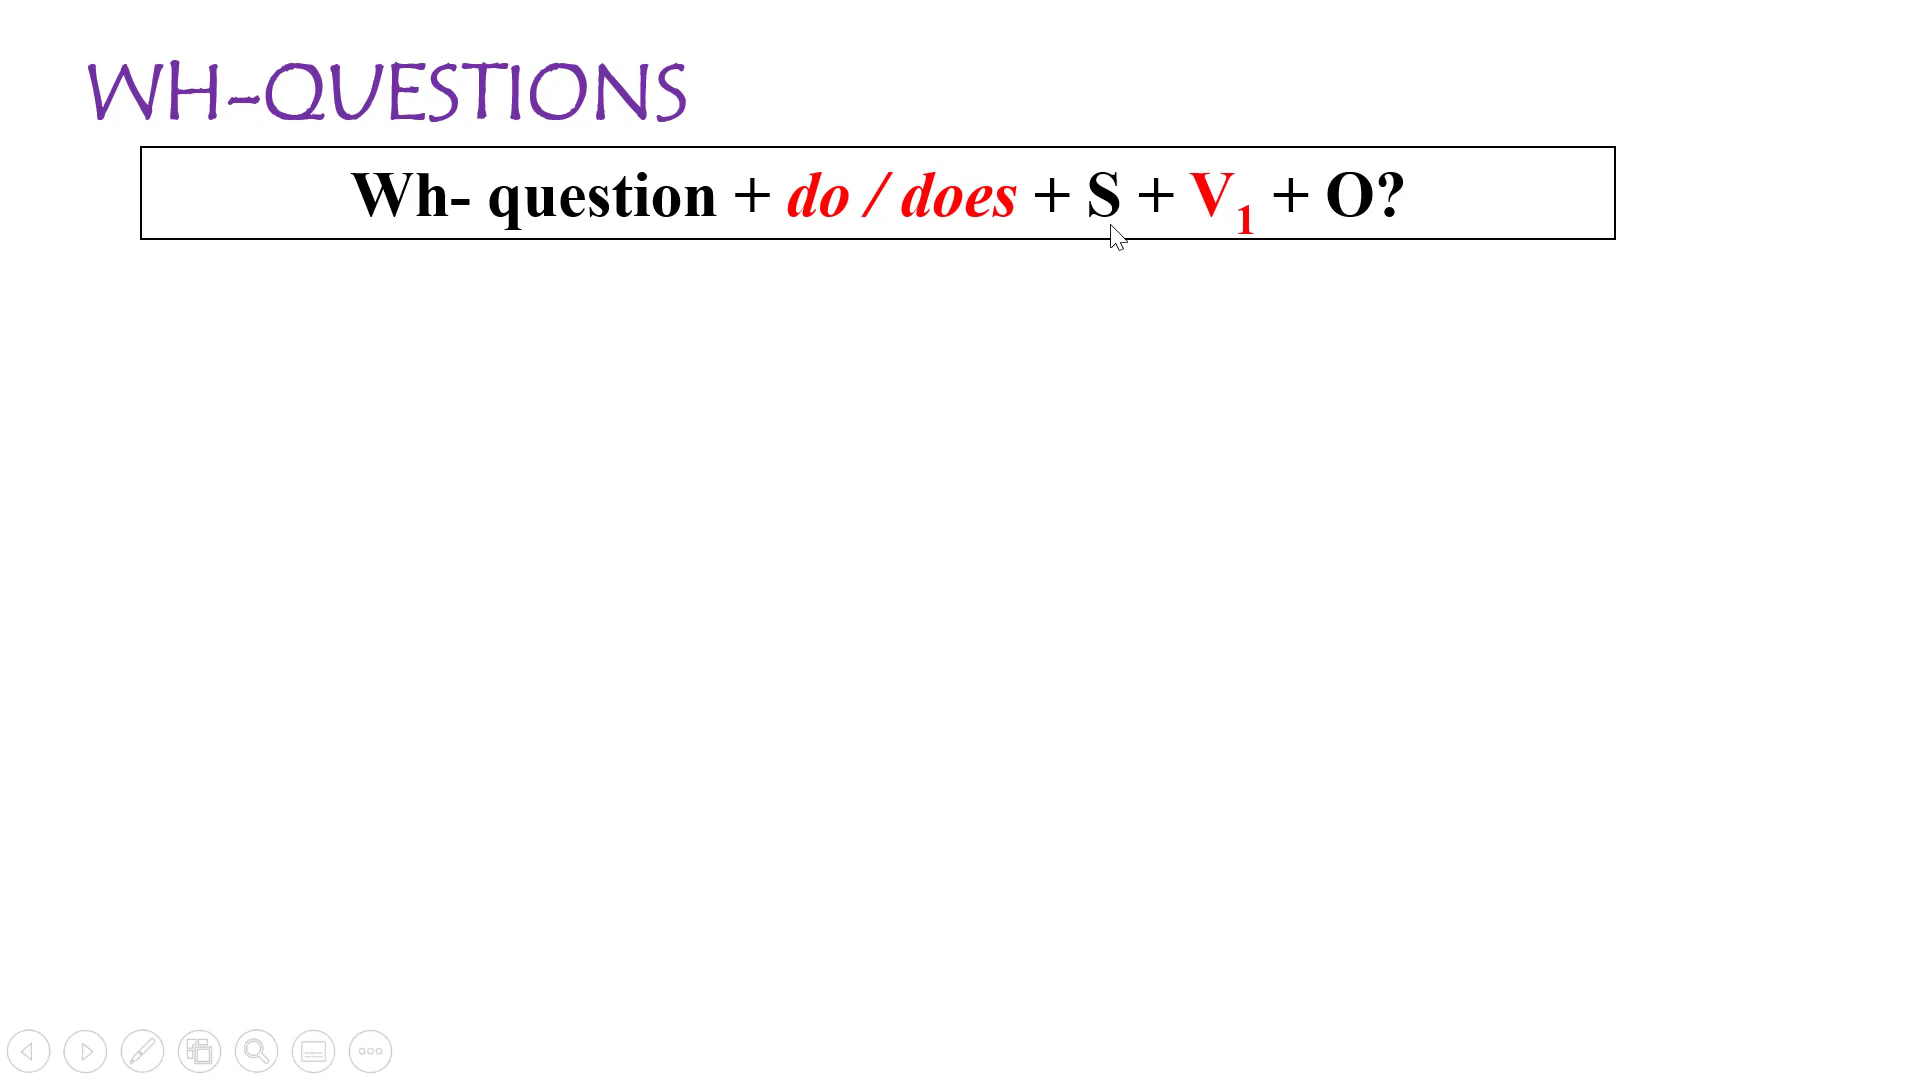 WH-QUESTIONS
Wh- question + do / does + S + V₁ + O?